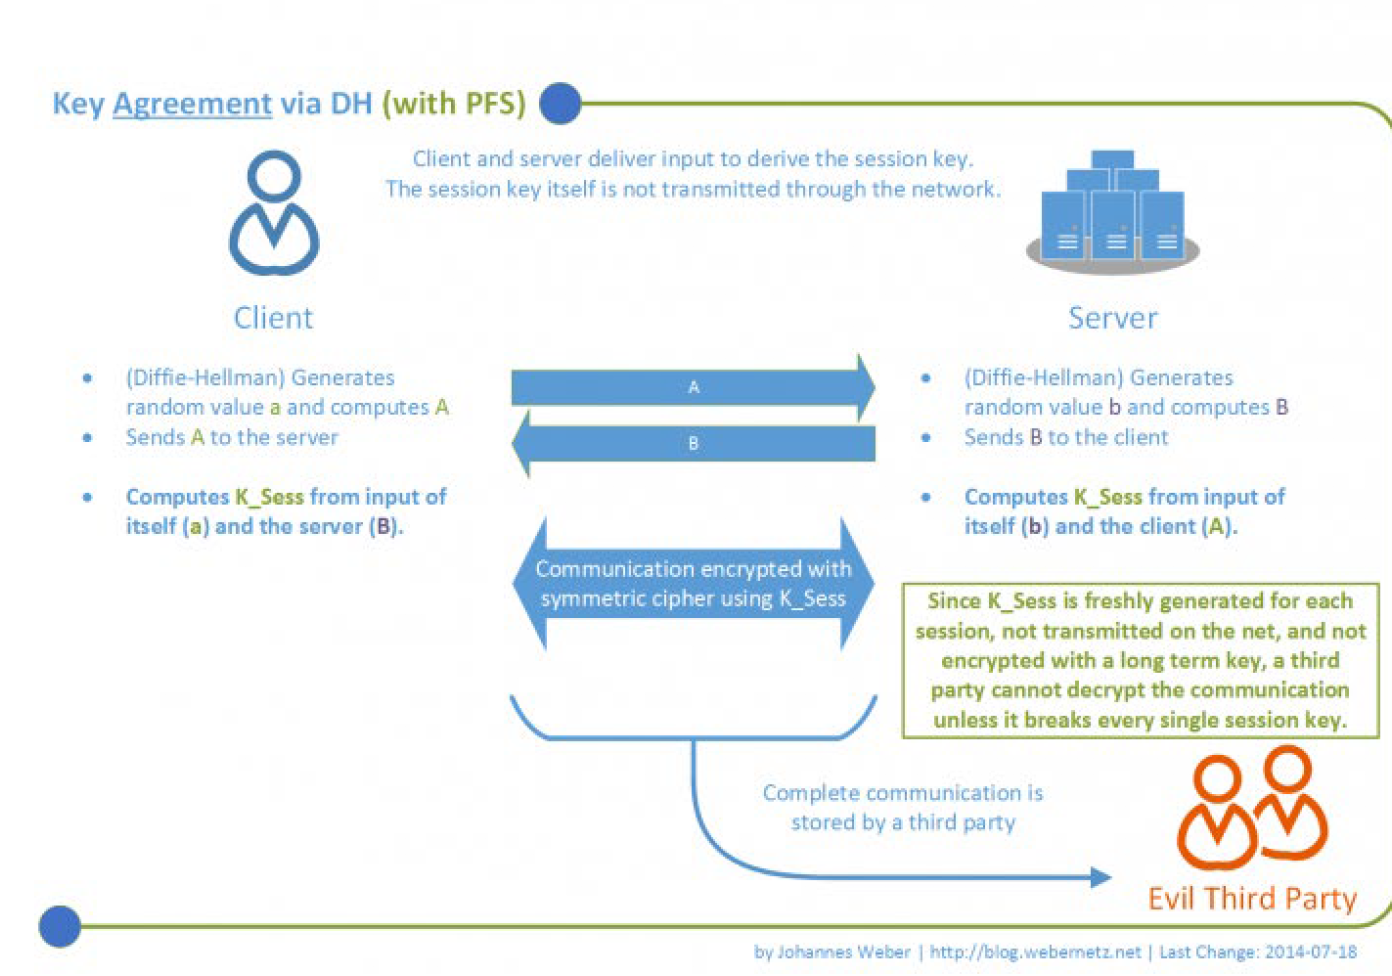 Key Agreement via DH (with PFS)
Client and server deliver input to derive the session key.
The session key itself is not transmitted through the network.
Client
Server
(Diffie-Hellman) Generates
random value a and computes A
Sends A to the server
Computes K_Sess from input of
itself (a) and the server (B).
A
B
(Diffie-Hellman) Generates
random value b and computes B
Sends B to the client
Computes K_Sess from input of
itself (b) and the client (A).
Communication encrypted with
symmetric cipher using K_Sess
Since K_Sess is freshly generated for each
session, not transmitted on the net, and not
encrypted with a long term key, a third
party cannot decrypt the communication
unless it breaks every single session key.
Complete communication is
stored by a third party
Evil Third Party
by Johannes Weber | http://blog.webernetz.net | Last Change: 2014-07-18